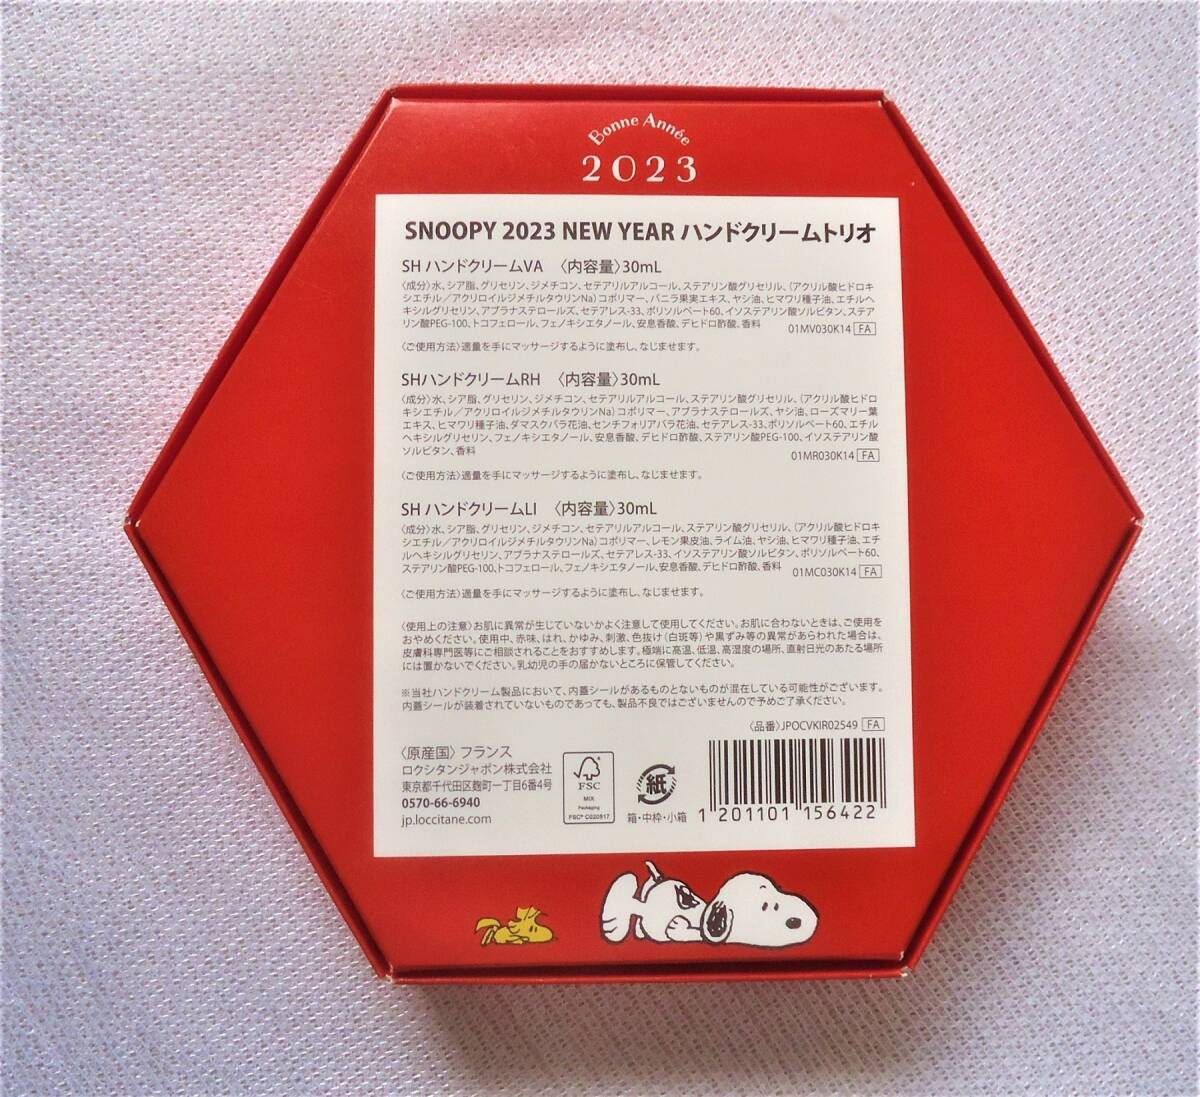 Bonne Année
2023
SNOOPY 2023 NEW YEAR ハンドクリームトリオ
SH ハンドクリームVA 〈内容量〉30mL
〈成分〉水、シア脂、グリセリン、ジメチコン、セテアリルアルコール、ステアリン酸グリセリル、（アクリル酸ヒドロキ
シエチル／アクリロイルジメチルタウリンNa）コポリマー、バニラ果実エキス、ヤシ油、ヒマワリ種子油、エチルヘ
キシルグリセリン、アブラナステロールズ、セテアレス-33、ポリソルベート60、イソステアリン酸ソルビタン、ステア
リン酸PEG-100、トコフェロール、フェノキシエタノール、安息香酸、デヒドロ酢酸、香料 01MV030K14 FA
〈ご使用方法〉適量を手にマッサージするように塗布し、なじませます。
SHハンドクリームRH 〈内容量〉30mL
〈成分〉水、シア脂、グリセリン、ジメチコン、セテアリルアルコール、ステアリン酸グリセリル、（アクリル酸ヒドロ
キシエチル／アクリロイルジメチルタウリンNa）コポリマー、アブラナステロールズ、ヤシ油、ローズマリー葉
エキス、ヒマワリ種子油、ダマスクバラ花油、センチフォリアバラ花油、セテアレス-33、ポリソルベート60、エチル
ヘキシルグリセリン、フェノキシエタノール、安息香酸、デヒドロ酢酸、ステアリン酸PEG-100、イソステアリン酸
ソルビタン、香料 01MR030K14 FA
〈ご使用方法〉適量を手にマッサージするように塗布し、なじませます。
SH ハンドクリームLI 〈内容量〉30mL
〈成分〉水、シア脂、グリセリン、ジメチコン、セテアリルアルコール、ステアリン酸グリセリル、（アクリル酸ヒドロキ
シエチル／アクリロイルジメチルタウリンNa）コポリマー、レモン果皮油、ライム油、ヤシ油、ヒマワリ種子油、エチ
ルヘキシルグリセリン、アブラナステロールズ、セテアレス-33、イソステアリン酸ソルビタン、ポリソルベート60、
ステアリン酸PEG-100、トコフェロール、フェノキシエタノール、安息香酸、デヒドロ酢酸、香料 01MC030K14 FA
〈ご使用方法〉適量を手にマッサージするように塗布し、なじませます。
〈使用上の注意〉お肌に異常が生じていないかよく注意して使用してください。お肌に合わないときは、ご使用を
おやめください。使用中、赤味、はれ、かゆみ、刺激、色抜け（白斑等）や黒ずみ等の異常があらわれた場合は、
皮膚科専門医等にご相談されることをおすすめします。極端に高温、低温、高湿度の場所、直射日光のあたる場所
には置かないでください。乳幼児の手の届かないところに保管してください。
※当社ハンドクリーム製品において、内蓋シールがあるものとないものが混在している可能性がございます。
内蓋シールが装着されていないものであっても、製品不良ではございませんので予めご了承ください。
〈品番〉JPOCVKIR02549 FA
〈原産国〉フランス
ロクシタンジャポン株式会社
東京都千代田区麹町一丁目6番4号
0570-66-6940
jp.loccitane.com
FSC
MIX
Packaging
FSC® C020517
紙
箱・中枠・小箱
1 201101 156422